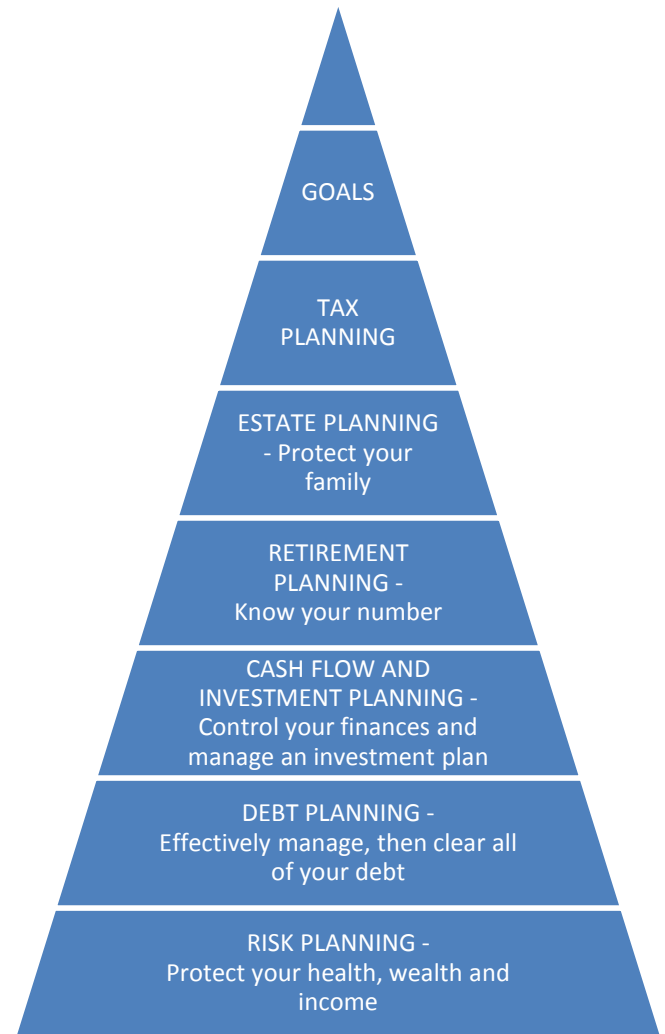 GOALS
TAX
PLANNING
ESTATE PLANNING
- Protect your
family
RETIREMENT
PLANNING -
Know your number
CASH FLOW AND
INVESTMENT PLANNING -
Control your finances and
manage an investment plan
DEBT PLANNING -
Effectively manage, then clear all
of your debt
RISK PLANNING -
Protect your health, wealth and
income